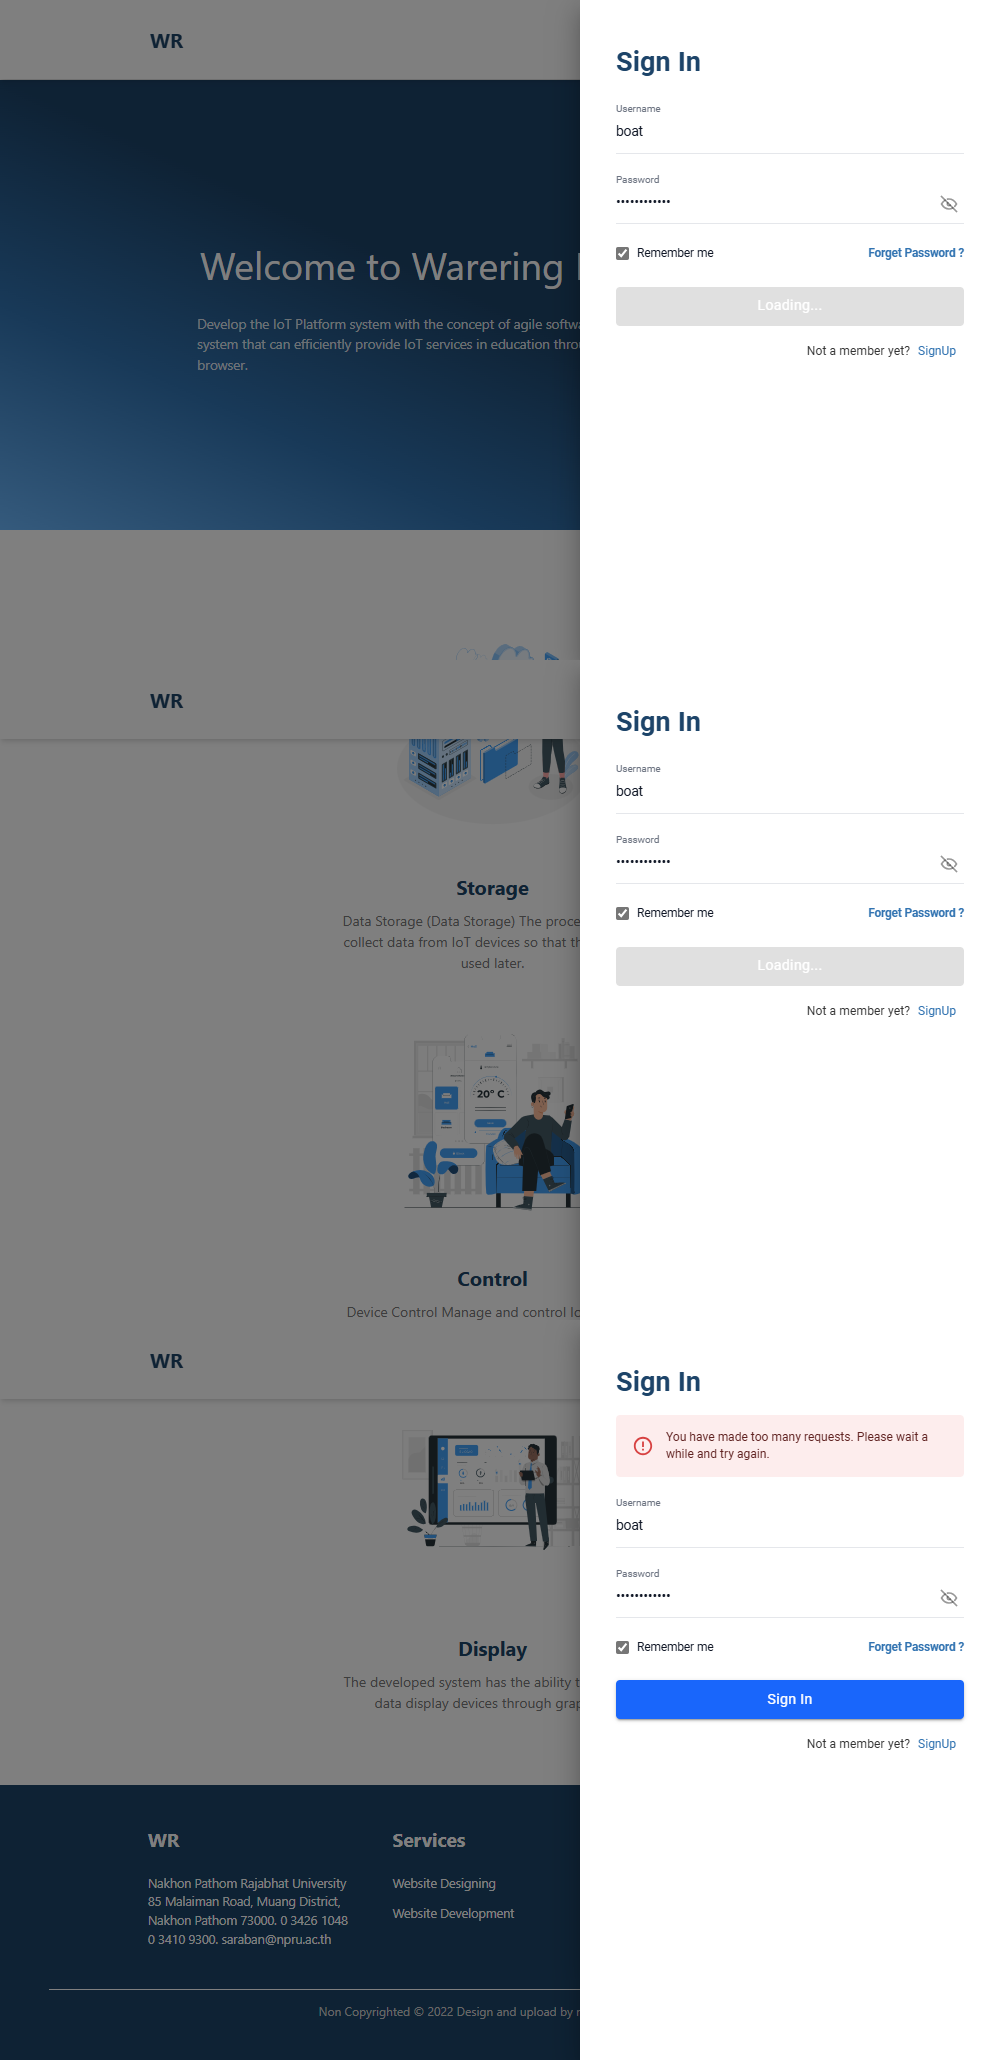 WR
Welcome to Warering
Develop the IoT Platform system with the concept of agile
system that can efficiently provide IoT services in education
browser.
Sign In
Username
boat
Password
••••••••••••
Remember me
Forget Password ?
Loading...
Not a member yet? SignUp
WR
Storage
Data Storage (Data Storage) The
collect data from IoT devices so that
used later.
20° C
Control
Device Control Manage and control
Sign In
Username
boat
Password
••••••••••••
Remember me
Forget Password ?
Loading...
Not a member yet? SignUp
WR
Display
The developed system has the ability
data display devices through
Sign In
You have made too many requests. Please wait a
while and try again.
Username
boat
Password
••••••••••••
Remember me
Forget Password ?
Sign In
Not a member yet? SignUp
WR
Nakhon Pathom Rajabhat University
85 Malaiman Road, Muang District,
Nakhon Pathom 73000. 0 3426 1048
0 3410 9300. saraban@npru.ac.th
Services
Website Designing
Website Development
Non Copyrighted © 2022 Design and upload by